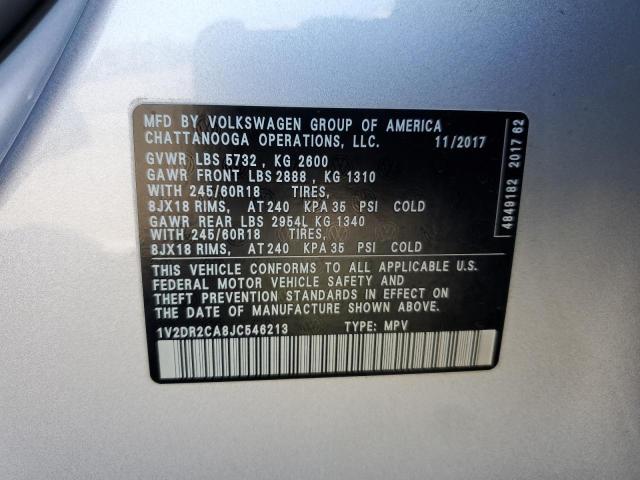 MFD BY VOLKSWAGEN GROUP OF AMERICA
CHATTANOOGA OPERATIONS, LLC. 11/2017
GVWR LBS 5732, KG 2600
GAWR FRONT LBS 2888, KG 1310
WITH 245/60R18 TIRES,
8JX18 RIMS, AT 240 KPA 35 PSI COLD
GAWR REAR LBS 2954L KG 1340
WITH 245/60R18 TIRES,
8JX18 RIMS, AT 240 KPA 35 PSI COLD
THIS VEHICLE CONFORMS TO ALL APPLICABLE U.S.
FEDERAL MOTOR VEHICLE SAFETY AND
THEFT PREVENTION STANDARDS IN EFFECT ON
THE DATE OF MANUFACTURE SHOWN ABOVE.
1V2DR2CA8JC546213 TYPE: MPV
4849182 2017 62